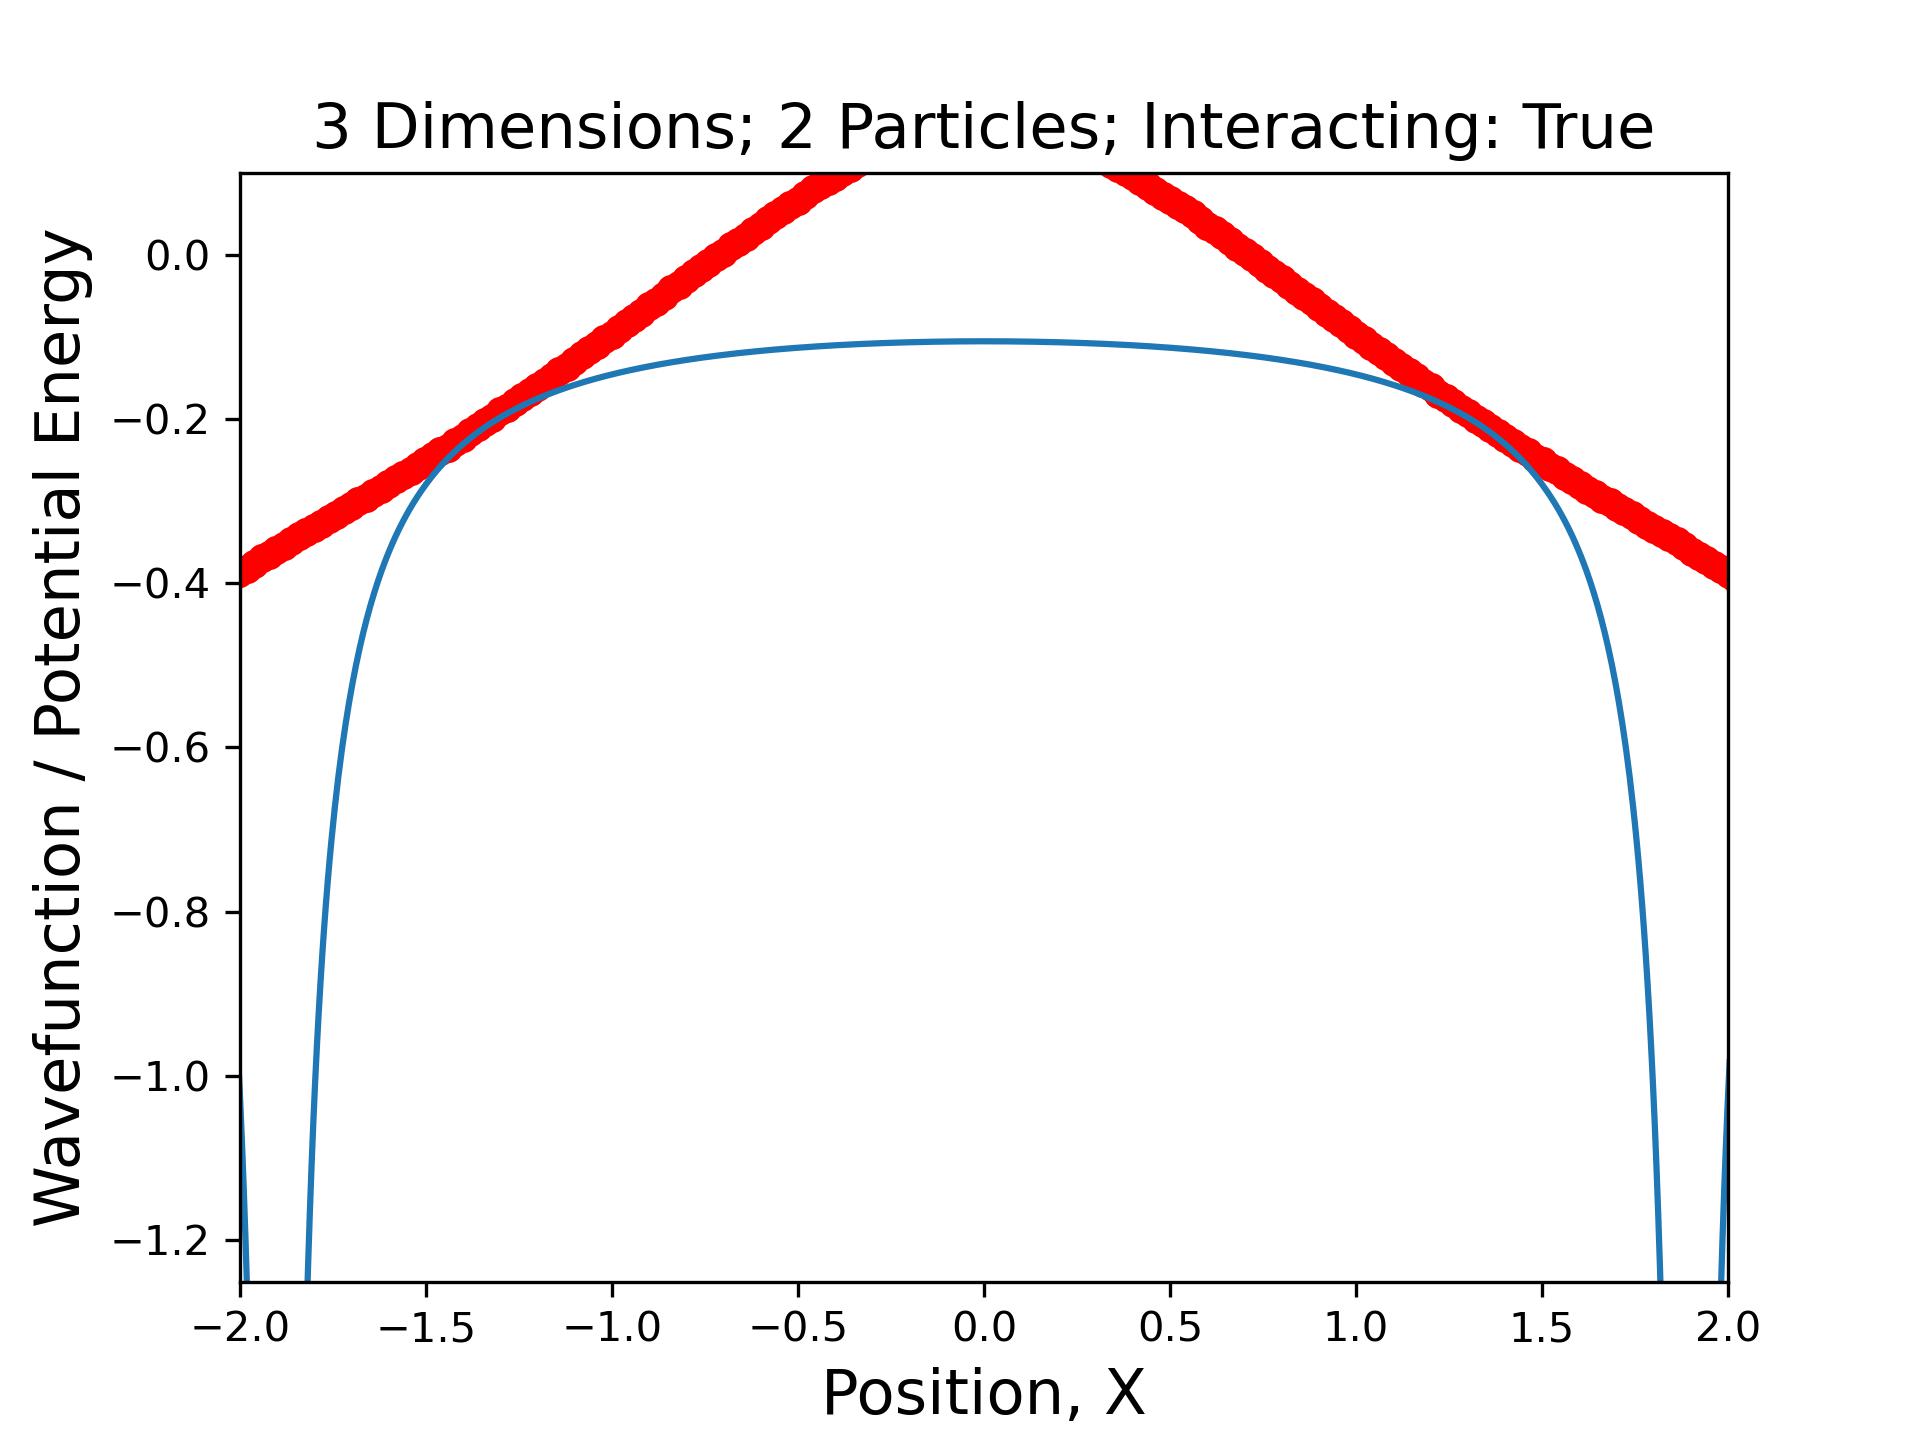 3 Dimensions; 2 Particles; Interacting: True
Wavefunction / Potential Energy
0.0
−0.2
−0.4
−0.6
−0.8
−1.0
−1.2
−2.0 −1.5 −1.0 −0.5 0.0 0.5 1.0 1.5 2.0
Position, X